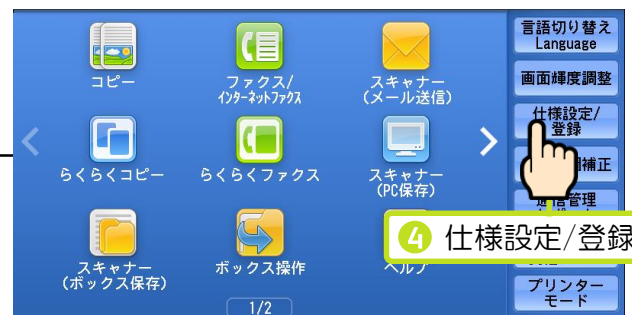 言語切り替え
Language
画面輝度調整
仕様設定/
登録
補正
通信管理
コピー
ファクス/
インターネットファクス
スキャナー
(メール送信)
らくらくコピー
らくらくファクス
スキャナー
(PC保存)
スキャナー
(ボックス保存)
ボックス操作
ヘルプ
❹ 仕様設定/登録
プリンター
モード
1/2